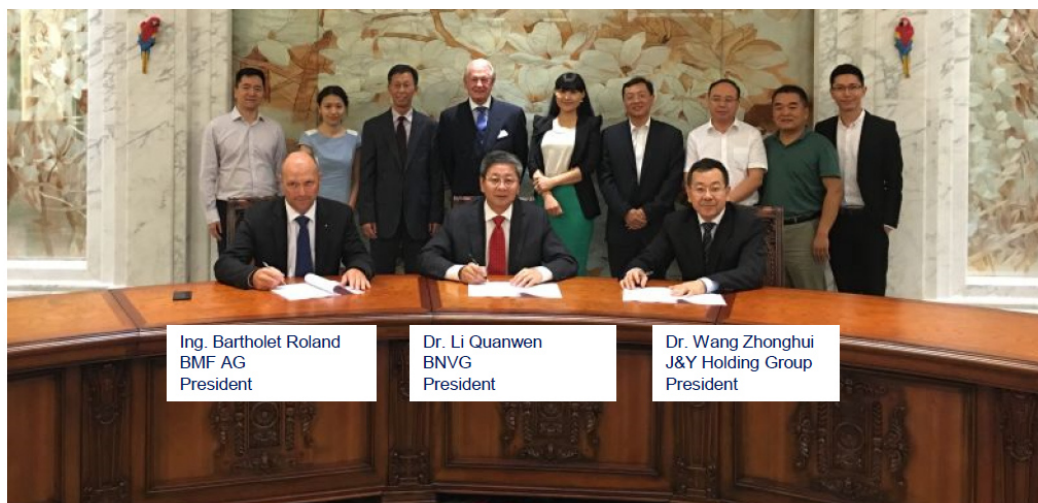 Ing. Bartholet Roland
BMF AG
President
Dr. Li Quanwen
BNVG
President
Dr. Wang Zhonghui
J&Y Holding Group
President